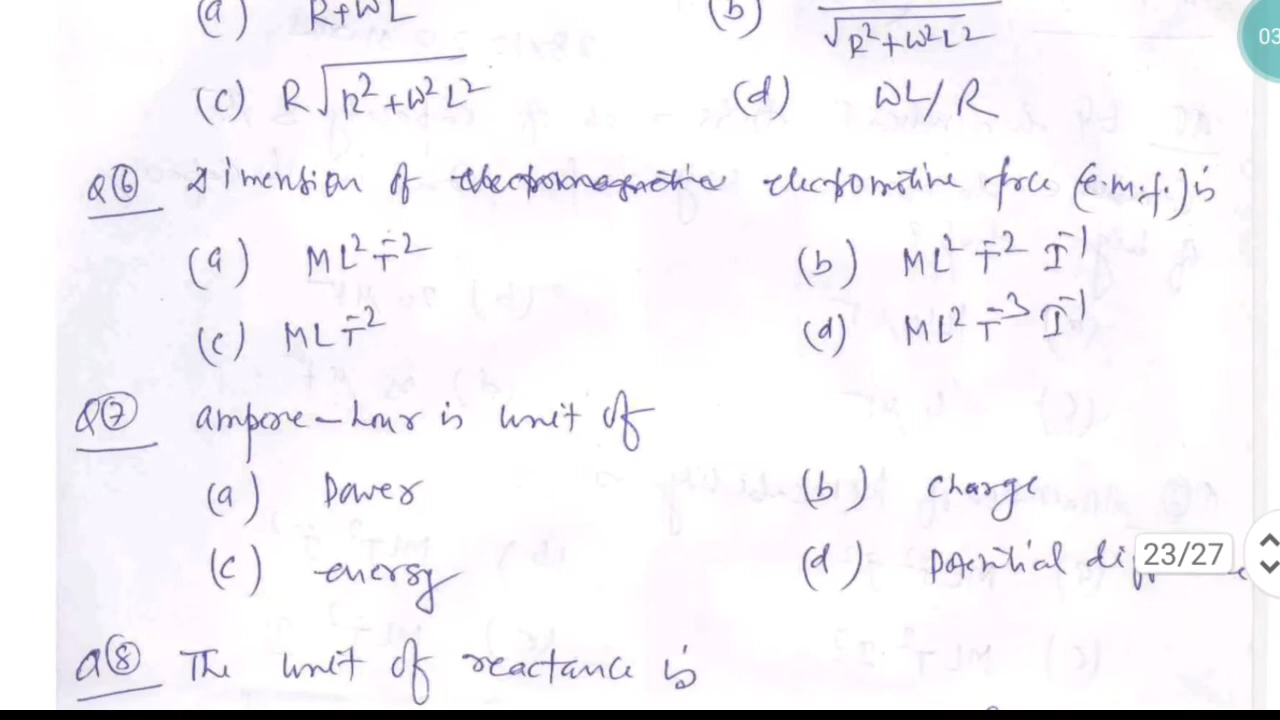 (a) R+WL (b) √R²+W²L²
(c) R√R²+W²L² (d) WL/R
03
Q⑥ Dimension of electromagnetic electromotive force (e.m.f.) is
(a) ML²T⁻² (b) ML²T⁻²I⁻¹
(c) MLT⁻² (d) ML²T⁻³I⁻¹
Q⑦ ampere-hour is unit of
(a) Power (b) charge
(c) energy (d) potential
23/27
Q⑧ The unit of reactance is